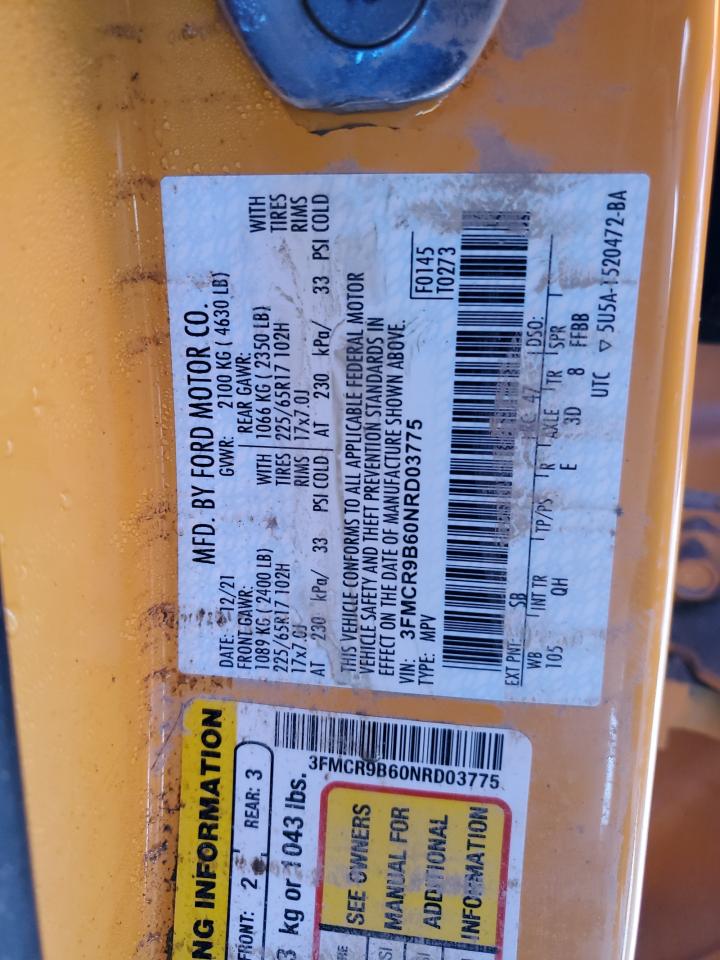 MFD. BY FORD MOTOR CO.
DATE: 12/21 GVWR: 2100 KG ( 4630 LB)
FRONT GAWR: REAR GAWR: WITH
1089 KG ( 2400 LB) WITH 1066 KG ( 2350 LB) TIRES
225/65R17 102H TIRES 225/65R17 102H RIMS
17x7.0J RIMS 17x7.0J
AT 230 kPa/ 33 PSI COLD AT 230 kPa/ 33 PSI COLD
THIS VEHICLE CONFORMS TO ALL APPLICABLE FEDERAL MOTOR
VEHICLE SAFETY AND THEFT PREVENTION STANDARDS IN
EFFECT ON THE DATE OF MANUFACTURE SHOWN ABOVE.
VIN: 3FMCR9B60NRD03775
TYPE: MPV
F0145
T0273
EXT PNT: SB RC: 47 DSO:
WB INT TR TP/PS R AXLE TR SPR
105 QH E 3D 8 FFBB
UTC ▽ 5U5A-1520472-BA
NG INFORMATION
FRONT: 2 REAR: 3
3 kg or 1043 lbs.
3FMCR9B60NRD03775
SEE OWNERS
MANUAL FOR
ADDITIONAL
INFORMATION